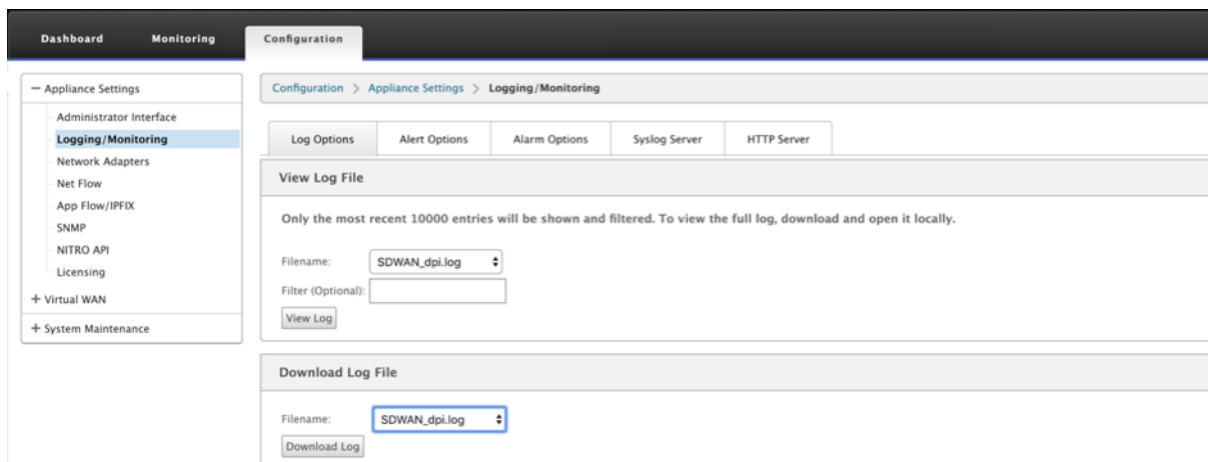 Dashboard Monitoring Configuration
— Appliance Settings
Administrator Interface
Logging/Monitoring
Network Adapters
Net Flow
App Flow/IPFIX
SNMP
NITRO API
Licensing
+ Virtual WAN
+ System Maintenance
Configuration > Appliance Settings > Logging/Monitoring
Log Options Alert Options Alarm Options Syslog Server HTTP Server
View Log File
Only the most recent 10000 entries will be shown and filtered. To view the full log, download and open it locally.
Filename: SDWAN_dpi.log
Filter (Optional):
View Log
Download Log File
Filename: SDWAN_dpi.log
Download Log